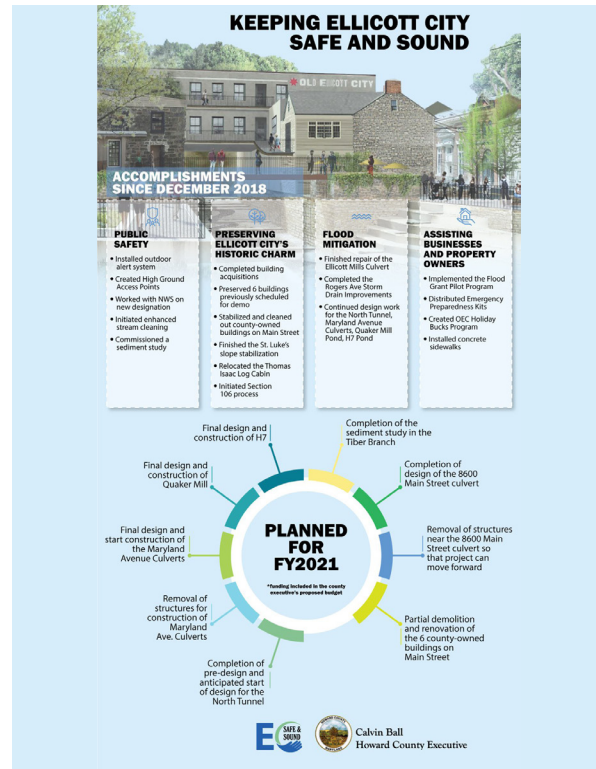 KEEPING ELLICOTT CITY
SAFE AND SOUND
OLD ELLICOTT CITY
ACCOMPLISHMENTS
SINCE DECEMBER 2018
PUBLIC
SAFETY
• Installed outdoor
alert system
• Created High Ground
Access Points
• Worked with NWS on
new designation
• Initiated enhanced
stream cleaning
• Commissioned a
sediment study
PRESERVING
ELLICOTT CITY'S
HISTORIC CHARM
• Completed building
acquisitions
• Preserved 6 buildings
previously scheduled
for demo
• Stabilized and cleaned
out county-owned
buildings on Main Street
• Finished the St. Luke's
slope stabilization
• Relocated the Thomas
Isaac Log Cabin
• Initiated Section
106 process
FLOOD
MITIGATION
• Finished repair of the
Ellicott Mills Culvert
• Completed the
Rogers Ave Storm
Drain Improvements
• Continued design work
for the North Tunnel,
Maryland Avenue
Culverts, Quaker Mill
Pond, H7 Pond
ASSISTING
BUSINESSES
AND PROPERTY
OWNERS
• Implemented the Flood
Grant Pilot Program
• Distributed Emergency
Preparedness Kits
• Created OEC Holiday
Bucks Program
• Installed concrete
sidewalks
Final design and
construction of H7
Completion of the
sediment study in the
Tiber Branch
Final design and
construction of
Quaker Mill
Completion of
design of the 8600
Main Street culvert
Final design and
start construction of
the Maryland
Avenue Culverts
PLANNED
FOR
FY2021
*funding included in the county
executive's proposed budget
Removal of structures
near the 8600 Main
Street culvert so
that project can
move forward
Removal of
structures for
construction of
Maryland
Ave. Culverts
Partial demolition
and renovation of
the 6 county-owned
buildings on
Main Street
Completion of
pre-design and
anticipated start
of design for the
North Tunnel
EC SAFE &
SOUND
Calvin Ball
Howard County Executive